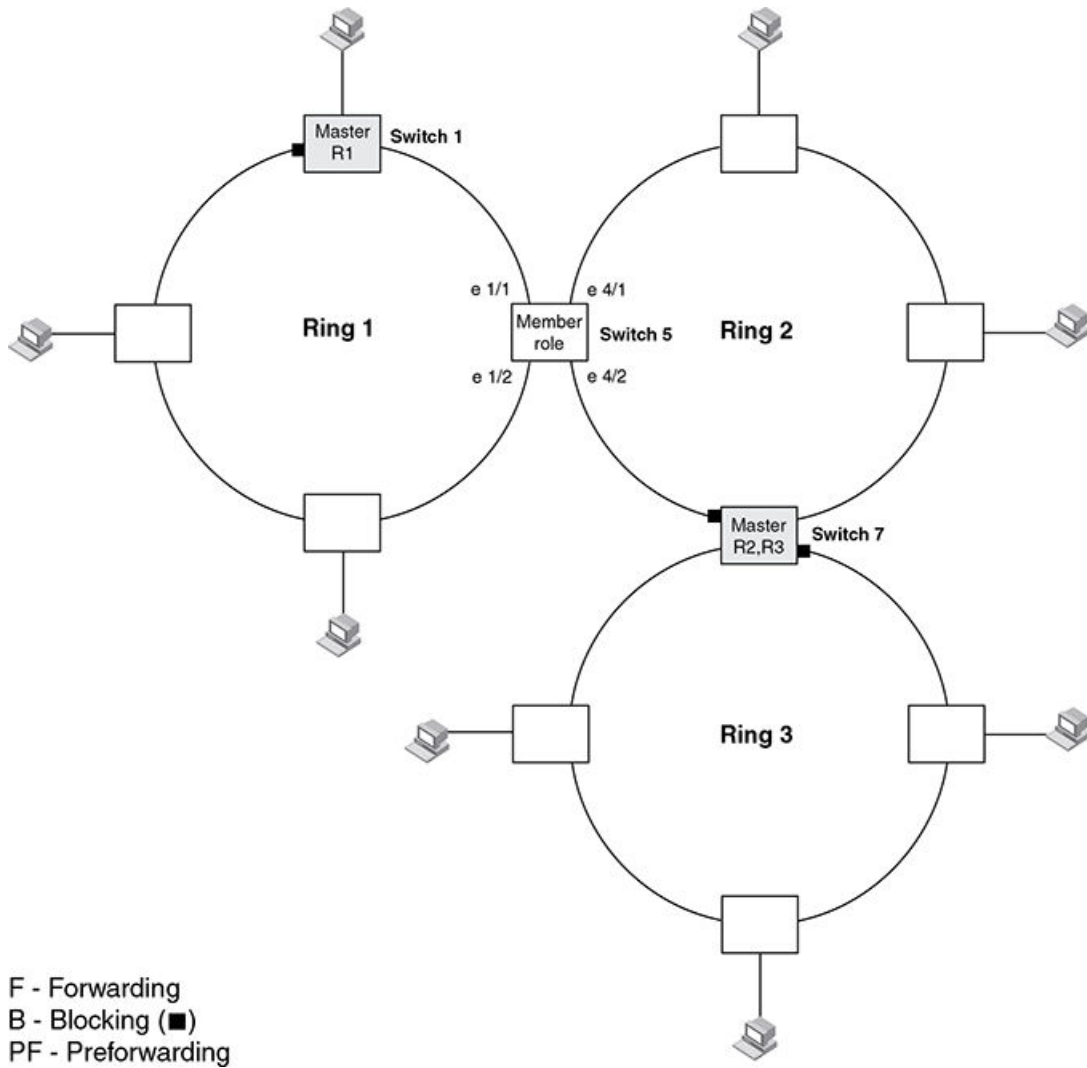 Master
R1
Switch 1
e 1/1
e 4/1
Ring 1
Member
role
Switch 5
Ring 2
e 1/2
e 4/2
Master
R2,R3
Switch 7
Ring 3
F - Forwarding
B - Blocking (■)
PF - Preforwarding